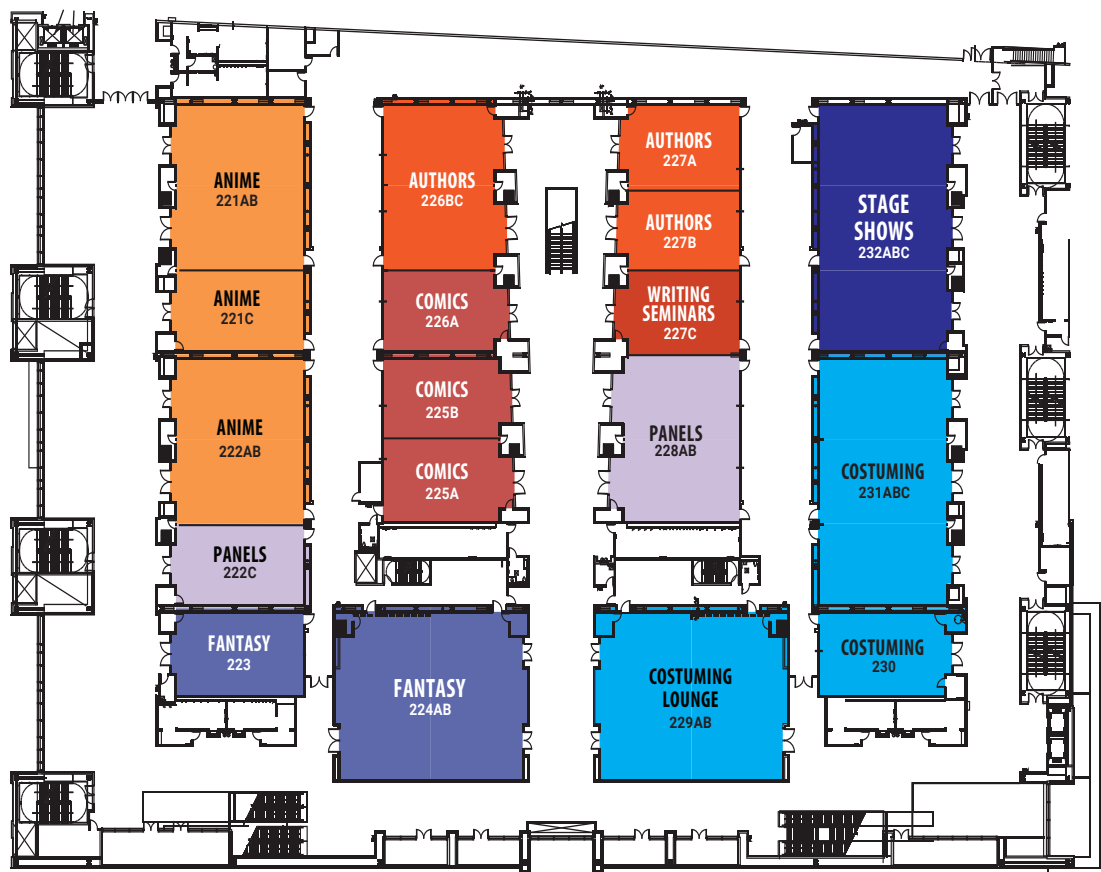 ANIME
221AB
ANIME
221C
ANIME
222AB
PANELS
222C
FANTASY
223
AUTHORS
226BC
COMICS
226A
COMICS
225B
COMICS
225A
FANTASY
224AB
AUTHORS
227A
AUTHORS
227B
WRITING
SEMINARS
227C
PANELS
228AB
COSTUMING
LOUNGE
229AB
STAGE
SHOWS
232ABC
COSTUMING
231ABC
COSTUMING
230